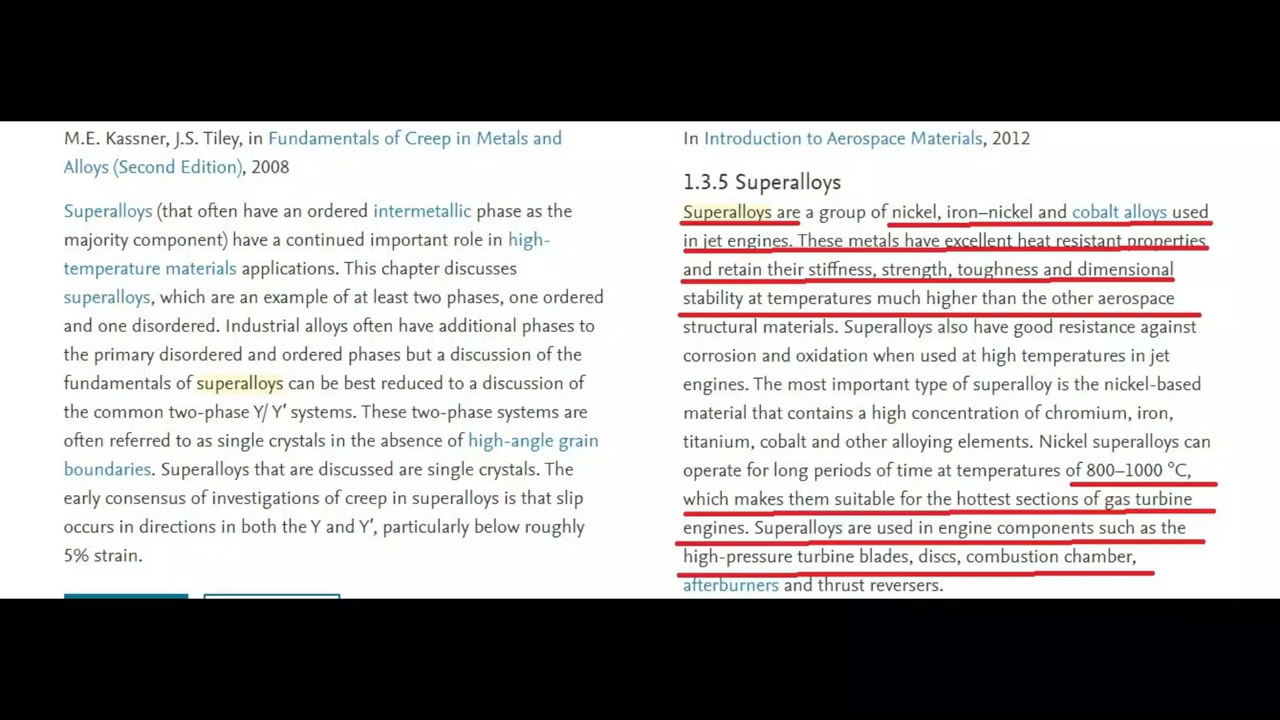 M.E. Kassner, J.S. Tiley, in Fundamentals of Creep in Metals and
Alloys (Second Edition), 2008
Superalloys (that often have an ordered intermetallic phase as the
majority component) have a continued important role in high-
temperature materials applications. This chapter discusses
superalloys, which are an example of at least two phases, one ordered
and one disordered. Industrial alloys often have additional phases to
the primary disordered and ordered phases but a discussion of the
fundamentals of superalloys can be best reduced to a discussion of
the common two-phase Y/ Y′ systems. These two-phase systems are
often referred to as single crystals in the absence of high-angle grain
boundaries. Superalloys that are discussed are single crystals. The
early consensus of investigations of creep in superalloys is that slip
occurs in directions in both the Y and Y′, particularly below roughly
5% strain.
In Introduction to Aerospace Materials, 2012
1.3.5 Superalloys
Superalloys are a group of nickel, iron–nickel and cobalt alloys used
in jet engines. These metals have excellent heat resistant properties
and retain their stiffness, strength, toughness and dimensional
stability at temperatures much higher than the other aerospace
structural materials. Superalloys also have good resistance against
corrosion and oxidation when used at high temperatures in jet
engines. The most important type of superalloy is the nickel-based
material that contains a high concentration of chromium, iron,
titanium, cobalt and other alloying elements. Nickel superalloys can
operate for long periods of time at temperatures of 800–1000 °C,
which makes them suitable for the hottest sections of gas turbine
engines. Superalloys are used in engine components such as the
high-pressure turbine blades, discs, combustion chamber,
afterburners and thrust reversers.